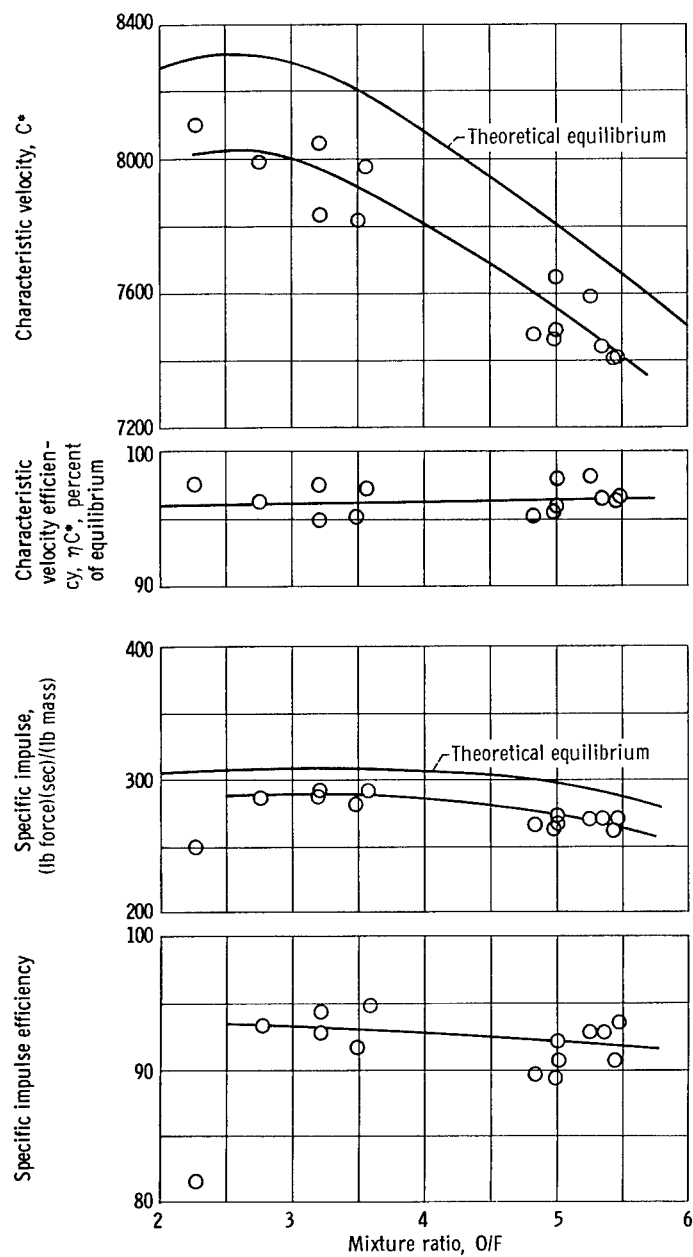 8400
8000
7600
7200
Characteristic velocity, C*
Theoretical equilibrium
100
90
Characteristic
velocity efficien-
cy, ηC*, percent
of equilibrium
400
300
200
Specific impulse,
(lb force)(sec)/(lb mass)
Theoretical equilibrium
100
90
80
Specific impulse efficiency
2
3
4
5
6
Mixture ratio, O/F